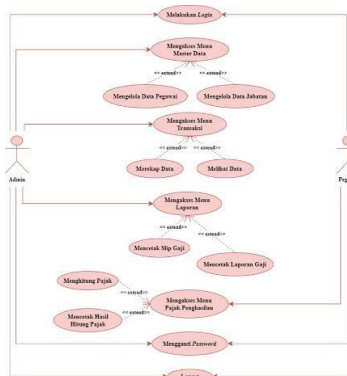 Melakukan Login
Mengakses Menu
Master Data
<< extend>>
<< extend>>
Mengelola Data Pegawai
Mengelola Data Jabatan
Mengakses Menu
Transaksi
<< extend>>
<< extend>>
Merekap Data
Melihat Data
Admin
Peg
Mengakses Menu
Laporan
<< extend>>
<< extend>>
Mencetak Slip Gaji
Mencetak Laporan Gaji
Menghitung Pajak
<< extend>>
Mengakses Menu
Pajak Penghasilan
Mencetak Hasil
Hitung Pajak
<< extend>>
Mengganti Password